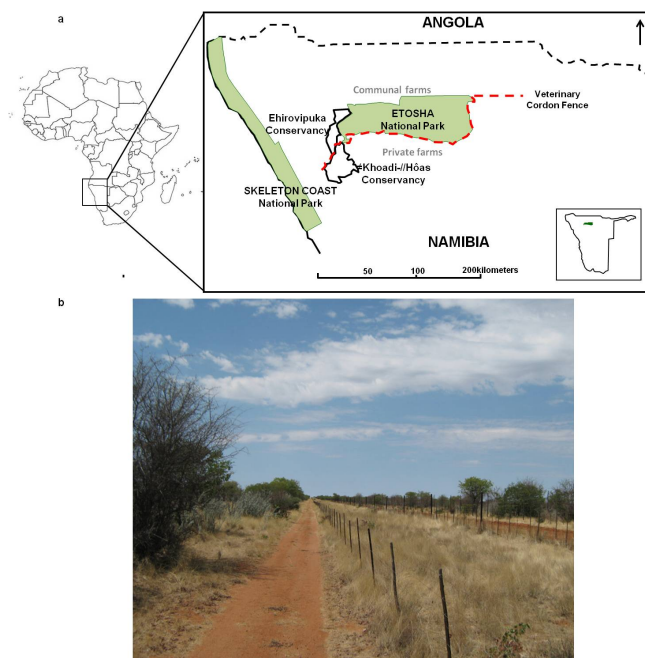 a
ANGOLA
Communal farms
Veterinary
Cordon Fence
Ehirovipuka
Conservancy
ETOSHA
National Park
Private farms
ǂKhoadi-//Hôas
Conservancy
SKELETON COAST
National Park
NAMIBIA
50
100
200kilometers
b